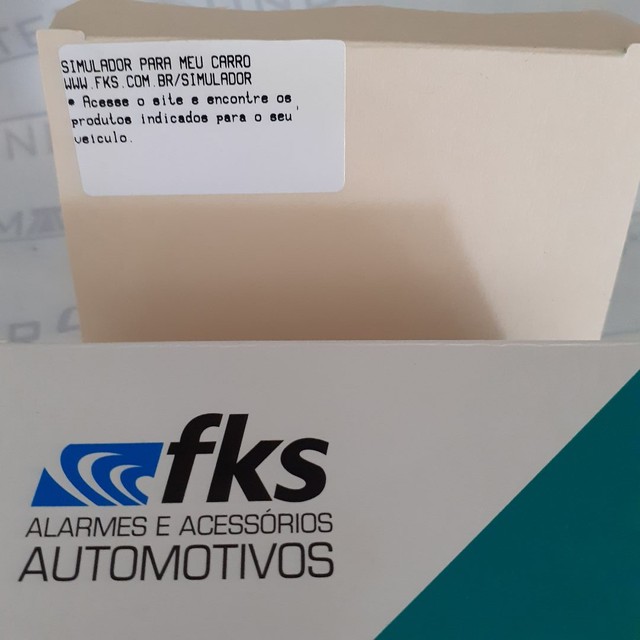 SIMULADOR PARA MEU CARRO
WWW.FKS.COM.BR/SIMULADOR
* Acesse o site e encontre os
produtos indicados para o seu
veiculo.
fks
ALARMES E ACESSÓRIOS
AUTOMOTIVOS